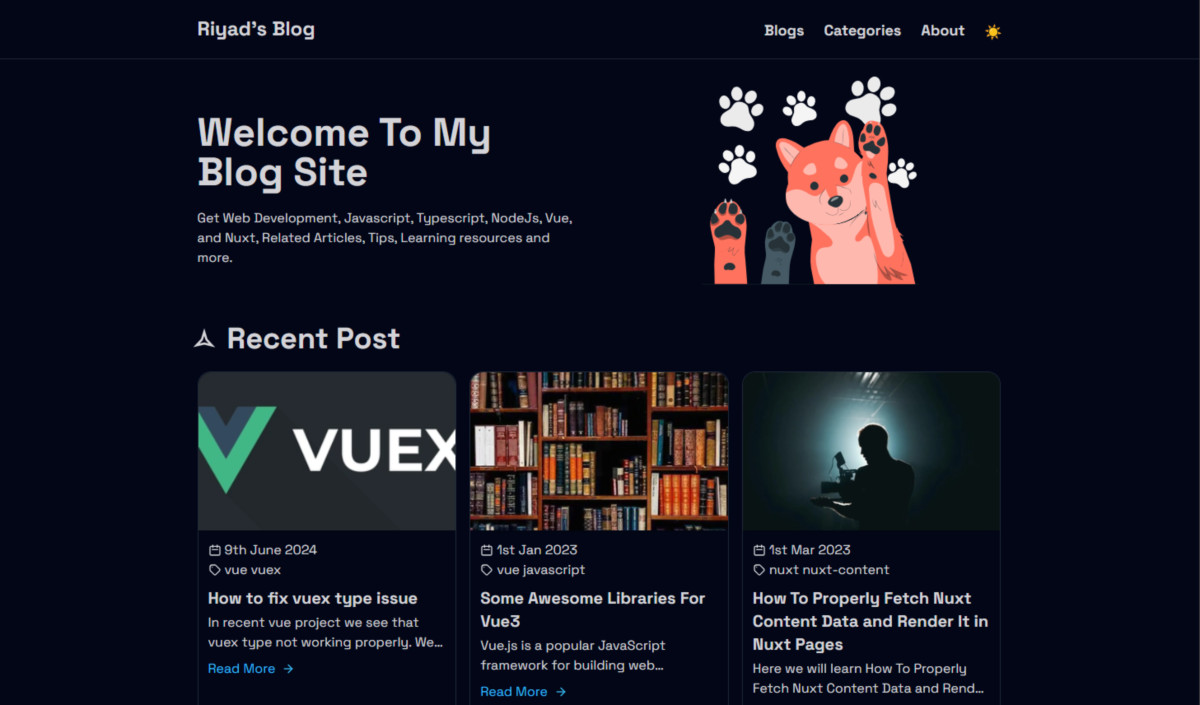 Riyad's Blog
Blogs Categories About
Welcome To My
Blog Site
Get Web Development, Javascript, Typescript, NodeJs, Vue,
and Nuxt, Related Articles, Tips, Learning resources and
more.
Recent Post
VUEX
9th June 2024
vue vuex
How to fix vuex type issue
In recent vue project we see that
vuex type not working properly. We...
Read More →
1st Jan 2023
vue javascript
Some Awesome Libraries For
Vue3
Vue.js is a popular JavaScript
framework for building web...
Read More →
1st Mar 2023
nuxt nuxt-content
How To Properly Fetch Nuxt
Content Data and Render It in
Nuxt Pages
Here we will learn How To Properly
Fetch Nuxt Content Data and Rend...